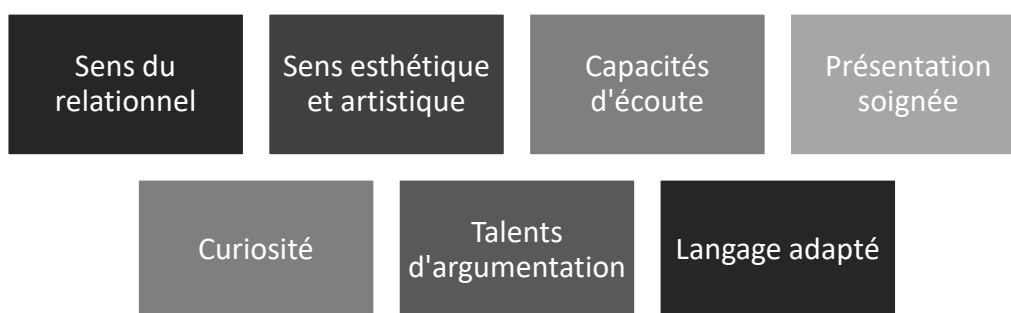 Sens du
relationnel
Sens esthétique
et artistique
Capacités
d'écoute
Présentation
soignée
Curiosité
Talents
d'argumentation
Langage adapté